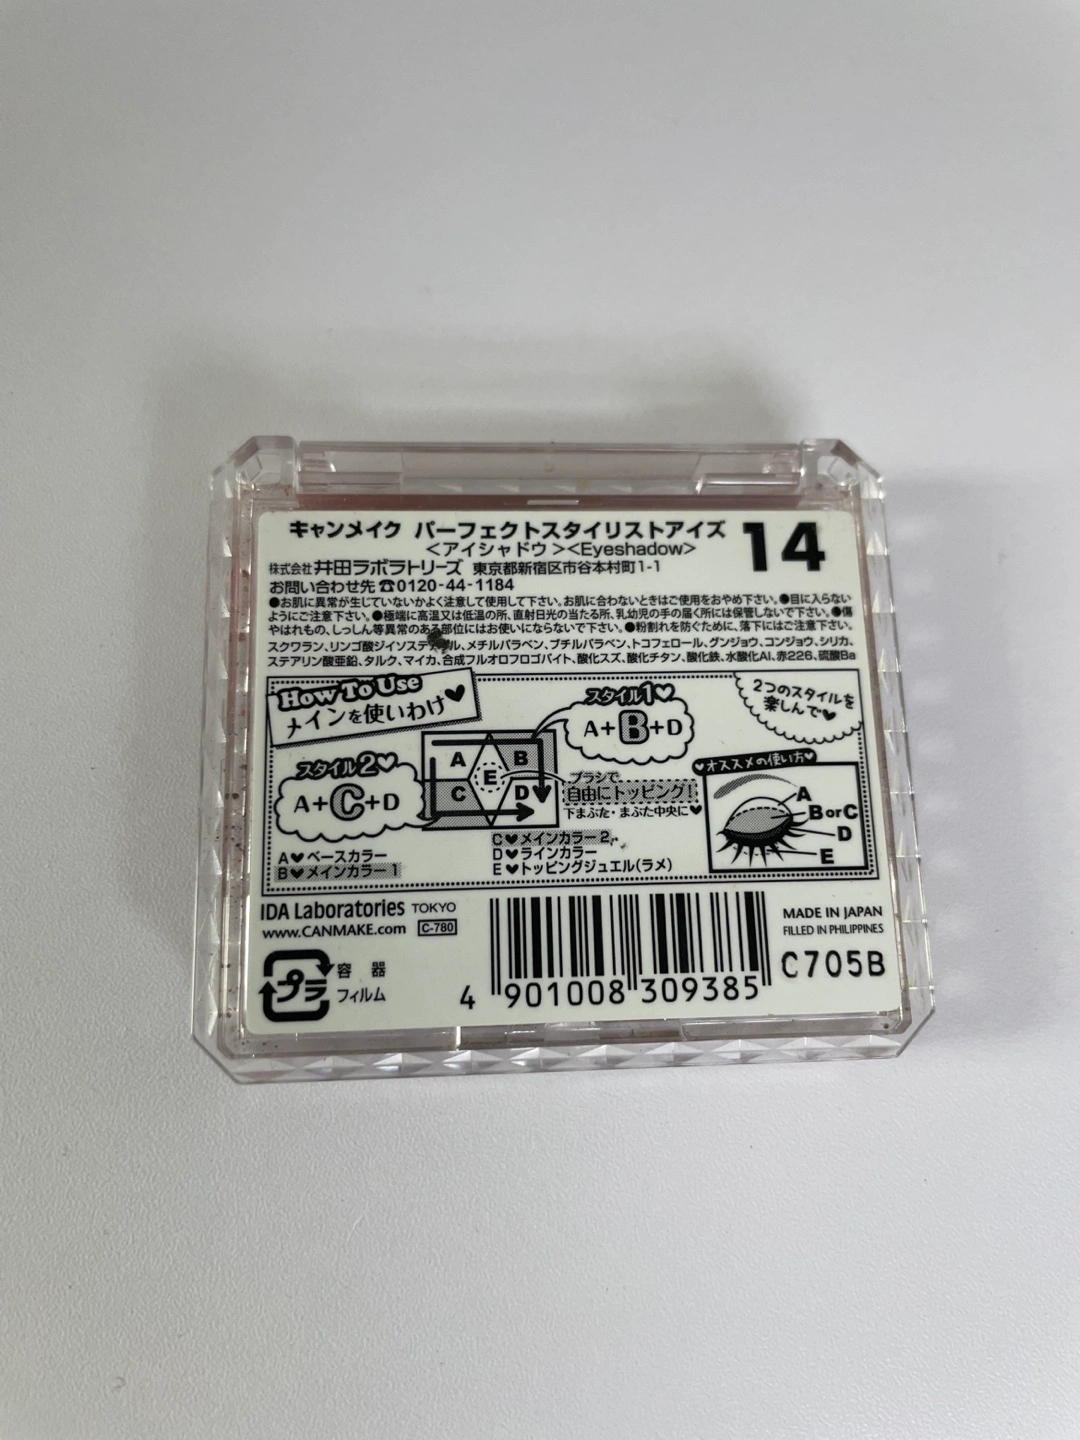 キャンメイク パーフェクトスタイリストアイズ 14
<アイシャドウ><Eyeshadow>
株式会社 井田ラボラトリーズ 東京都新宿区市谷本村町1-1
お問い合わせ先☎0120-44-1184
●お肌に異常が生じていないかよく注意して使用して下さい。お肌に合わないときはご使用をおやめ下さい。●目に入らない
ようにご注意下さい。●極端に高温又は低温の所、直射日光の当たる所、乳幼児の手の届く所には保管しないで下さい。●傷
やはれもの、しっしん等異常のある部位にはお使いにならないで下さい。●粉割れを防ぐために、落下にはご注意下さい。
スクワラン、リンゴ酸ジイソステアリル、メチルパラベン、ブチルパラベン、トコフェロール、グンジョウ、コンジョウ、シリカ、
ステアリン酸亜鉛、タルク、マイカ、合成フルオロフロゴパイト、酸化スズ、酸化チタン、酸化鉄、水酸化Al、赤226、硫酸Ba
How To Use
メインを使いわけ♥
スタイル1♡
A+B+D
2つのスタイルを
楽しんで♥
スタイル2♡
A+C+D
A
B
E
C
D
ブラシで
自由にトッピング!
下まぶた・まぶた中央に♥
♥オススメの使い方♥
A
B or C
D
E
A♥ベースカラー
B♥メインカラー1
C♥メインカラー2
D♥ラインカラー
E♥トッピングジュエル(ラメ)
IDA Laboratories TOKYO
www.CANMAKE.com C-780
プラ
容器
フィルム
4 901008 309385
MADE IN JAPAN
FILLED IN PHILIPPINES
C705B